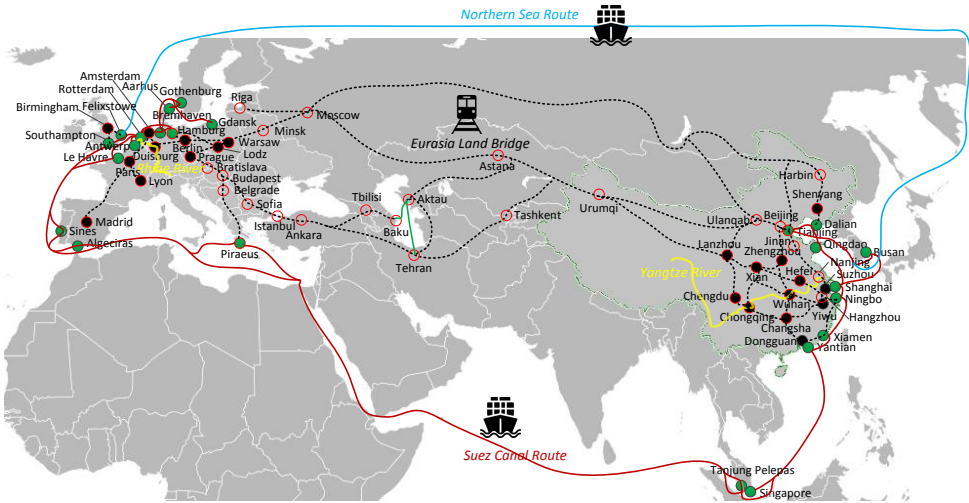 Northern Sea Route
Amsterdam
Aarhus
Gothenburg
Rotterdam
Birmingham
Felixstowe
Bremhaven
Gdansk
Riga
Moscow
Minsk
Southampton
Hamburg
Antwerp
Berlin
Warsaw
Lodz
Le Havre
Duisburg
Prague
Paris
Rhine River
Bratislava
Lyon
Budapest
Belgrade
Madrid
Sofia
Sines
Algeciras
Istanbul
Ankara
Piraeus
Tbilisi
Baku
Aktau
Tehran
Eurasia Land Bridge
Astana
Tashkent
Urumqi
Harbin
Shenyang
Ulanqab
Beijing
Tianjing
Dalian
Jinan
Qingdao
Busan
Lanzhou
Zhengzhou
Nanjing
Xian
Hefei
Suzhou
Yangtze River
Shanghai
Chengdu
Wuhan
Ningbo
Chongqing
Yiwu
Hangzhou
Changsha
Dongguan
Xiamen
Yantian
Suez Canal Route
Tanjung Pelepas
Singapore